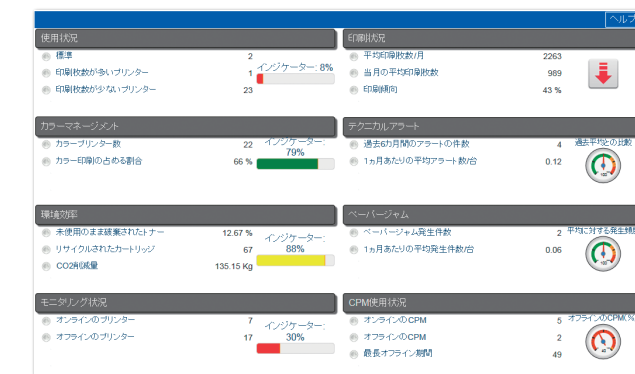 ヘルプ
使用状況
標準 2
印刷枚数が多いプリンター 1
印刷枚数が少ないプリンター 23
インジケーター: 8%
印刷状況
平均印刷枚数/月 2263
当月の平均印刷枚数 989
印刷傾向 43 %
カラーマネージメント
カラープリンター数 22
カラー印刷の占める割合 66 %
インジケーター:
79%
テクニカルアラート
過去6カ月間のアラートの件数 4
1ヵ月あたりの平均アラート数/台 0.12
過去平均との比較
環境効率
未使用のまま破棄されたトナー 12.67 %
リサイクルされたカートリッジ 67
CO2削減量 135.15 Kg
インジケーター:
88%
ペーパージャム
ペーパージャム発生件数 2
1ヵ月あたりの平均発生件数/台 0.06
平均に対する発生頻度
モニタリング状況
オンラインのプリンター 7
オフラインのプリンター 17
インジケーター:
30%
CPM使用状況
オンラインのCPM 5
オフラインのCPM 2
最長オフライン期間 49
オフラインのCPM(%